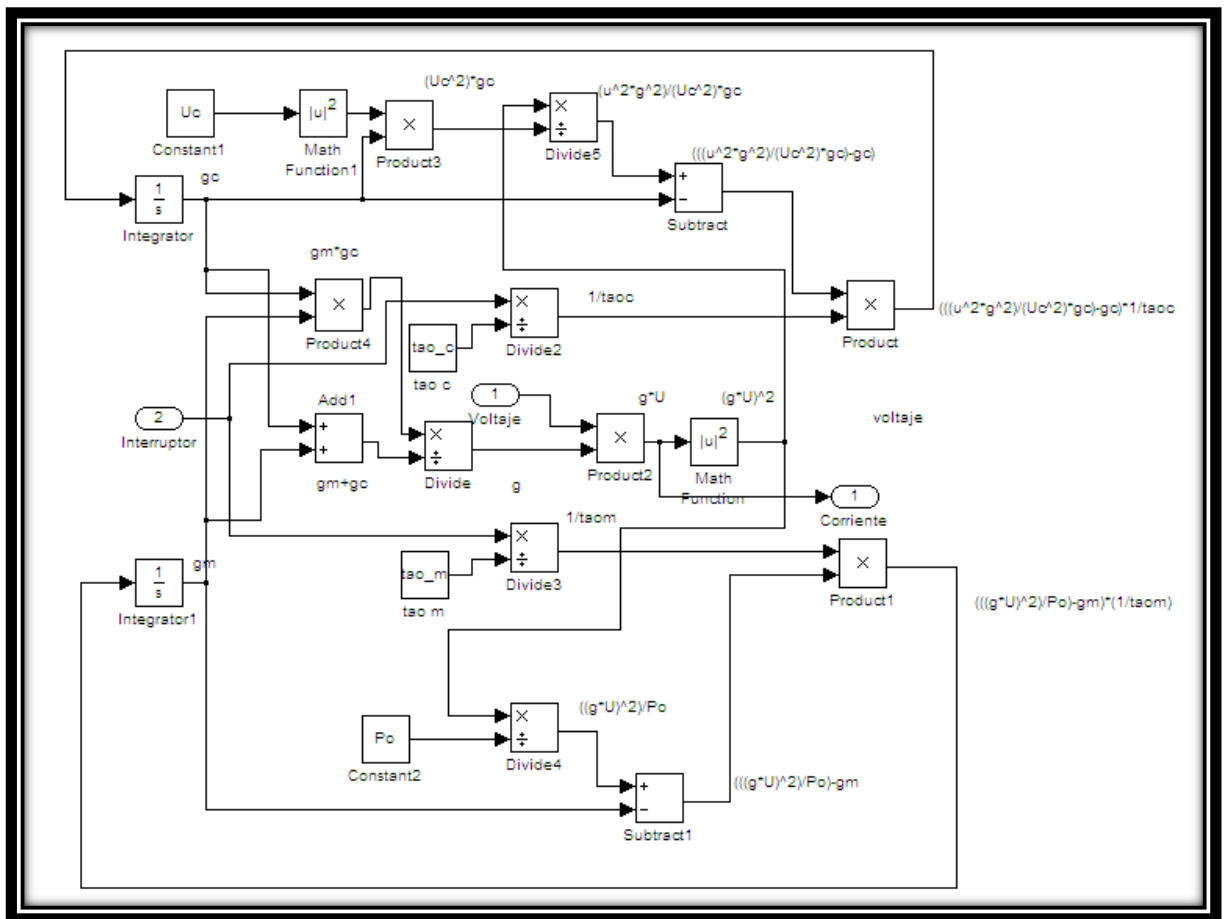 (Uc^2)*gc
(u^2*g^2)/(Uc^2)*gc
Uc
|u|^2
×
×
÷
Constant1
Math
Function1
Product3
Divide5
(((u^2*g^2)/(Uc^2)*gc)-gc)
gc
1
s
+
−
Integrator
Subtract
gm*gc
×
Product4
×
÷
1/taoc
×
(((u^2*g^2)/(Uc^2)*gc)-gc)*1/taoc
tao_c
Divide2
Product
tao c
1
Voltaje
g*U
(g*U)^2
2
Interruptor
Add1
+
+
gm+gc
×
÷
Divide
g
×
Product2
|u|^2
Math
Function
voltaje
1
Corriente
1/taom
gm
1
s
Integrator1
tao_m
tao m
×
÷
Divide3
×
Product1
(((g*U)^2)/Po)-gm)*(1/taom)
Po
Constant2
×
÷
Divide4
((g*U)^2)/Po
+
−
Subtract1
(((g*U)^2)/Po)-gm